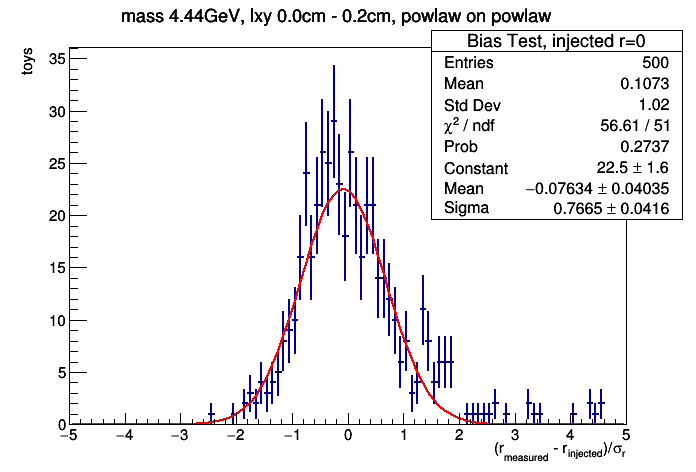 mass 4.44GeV, lxy 0.0cm - 0.2cm, powlaw on powlaw
Bias Test, injected r=0
Entries 500
Mean 0.1073
Std Dev 1.02
χ² / ndf 56.61 / 51
Prob 0.2737
Constant 22.5 ± 1.6
Mean −0.07634 ± 0.04035
Sigma 0.7665 ± 0.0416
toys
35
30
25
20
15
10
5
0
−5 −4 −3 −2 −1 0 1 2 3 4 5
(r_measured - r_injected)/σ_r